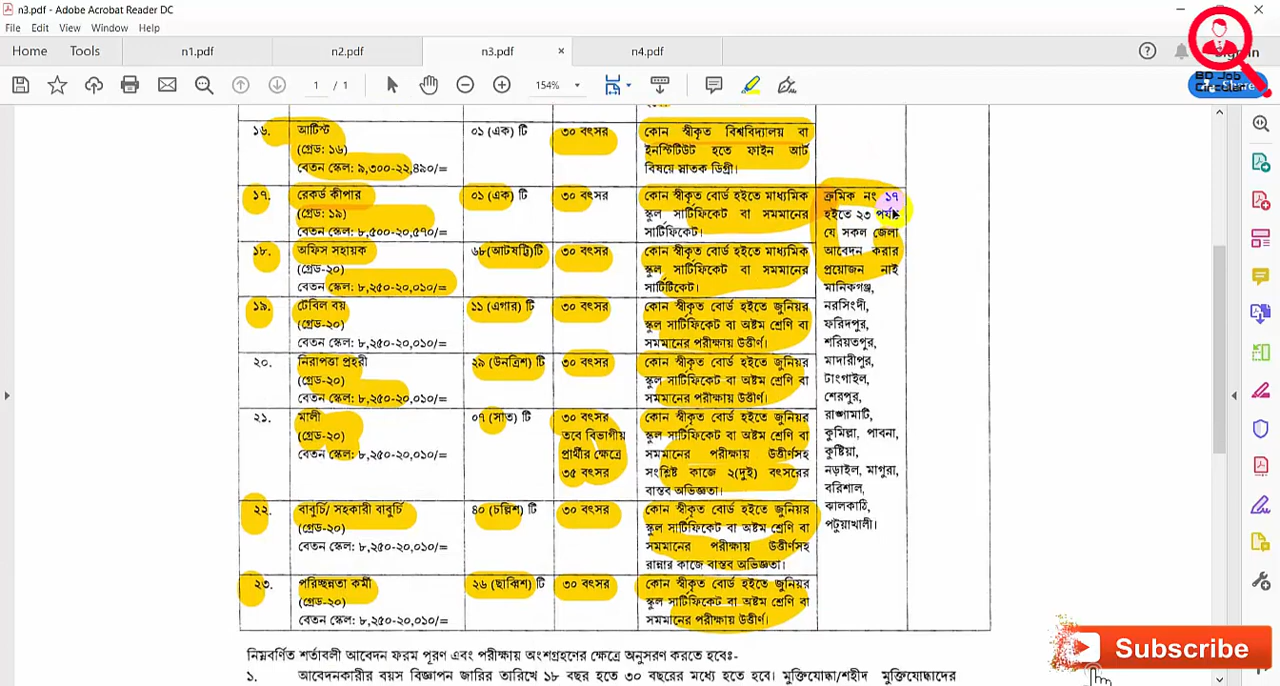 n3.pdf - Adobe Acrobat Reader DC
File Edit View Window Help
Home Tools n1.pdf n2.pdf n3.pdf × n4.pdf
1 / 1 154%
BD Job Circular
১৬. আর্টিস্ট ০১ (এক) টি ৩০ বৎসর কোন স্বীকৃত বিশ্ববিদ্যালয় বা
(গ্রেড: ১৬) ইনস্টিটিউট হতে ফাইন আর্ট
বেতন স্কেল: ৯,৩০০-২২,৪৯০/= বিষয়ে স্নাতক ডিগ্রী।
১৭. রেকর্ড কীপার ০১ (এক) টি ৩০ বৎসর কোন স্বীকৃত বোর্ড হইতে মাধ্যমিক
(গ্রেড: ১৯) স্কুল সার্টিফিকেট বা সমমানের
বেতন স্কেল: ৮,৫০০-২০,৫৭০/= সার্টিফিকেট।
১৮. অফিস সহায়ক ৬৮(আটষট্টি)টি ৩০ বৎসর কোন স্বীকৃত বোর্ড হইতে মাধ্যমিক
(গ্রেড-২০) স্কুল সার্টিফিকেট বা সমমানের
বেতন স্কেল: ৮,২৫০-২০,০১০/= সার্টিটিকেট।
১৯. টেবিল বয় ১১ (এগার) টি ৩০ বৎসর কোন স্বীকৃত বোর্ড হইতে জুনিয়র
(গ্রেড-২০) স্কুল সার্টিফিকেট বা অষ্টম শ্রেণি বা
বেতন স্কেল: ৮,২৫০-২০,০১০/= সমমানের পরীক্ষায় উত্তীর্ণ।
২০. নিরাপত্তা প্রহরী ২৯ (উনত্রিশ) টি ৩০ বৎসর কোন স্বীকৃত বোর্ড হইতে জুনিয়র
(গ্রেড-২০) স্কুল সার্টিফিকেট বা অষ্টম শ্রেণি বা
বেতন স্কেল: ৮,২৫০-২০,০১০/= সমমানের পরীক্ষায় উত্তীর্ণ।
২১. মালী ০৭ (সাত) টি ৩০ বৎসর কোন স্বীকৃত বোর্ড হইতে জুনিয়র
(গ্রেড-২০) তবে বিভাগীয় স্কুল সার্টিফিকেট বা অষ্টম শ্রেণি বা
বেতন স্কেল: ৮,২৫০-২০,০১০/= প্রার্থীর ক্ষেত্রে সমমানের পরীক্ষায় উত্তীর্ণসহ
৩৫ বৎসর সংশ্লিষ্ট কাজে ২(দুই) বৎসরের
বাস্তব অভিজ্ঞতা।
২২. বাবুর্চি/ সহকারী বাবুর্চি ৪০ (চল্লিশ) টি ৩০ বৎসর কোন স্বীকৃত বোর্ড হইতে জুনিয়র
(গ্রেড-২০) স্কুল সার্টিফিকেট বা অষ্টম শ্রেণি বা
বেতন স্কেল: ৮,২৫০-২০,০১০/= সমমানের পরীক্ষায় উত্তীর্ণসহ
রান্নার কাজে বাস্তব অভিজ্ঞতা।
২৩. পরিচ্ছন্নতা কর্মী ২৬ (ছাব্বিশ) টি ৩০ বৎসর কোন স্বীকৃত বোর্ড হইতে জুনিয়র
(গ্রেড-২০) স্কুল সার্টিফিকেট বা অষ্টম শ্রেণি বা
বেতন স্কেল: ৮,২৫০-২০,০১০/= সমমানের পরীক্ষায় উত্তীর্ণ।
ক্রমিক নং ১৭
হইতে ২৩ পর্যন্ত
যে সকল জেলা
আবেদন করার
প্রয়োজন নাই
মানিকগঞ্জ,
নরসিংদী,
ফরিদপুর,
শরিয়তপুর,
মাদারীপুর,
টাংগাইল,
শেরপুর,
রাঙ্গামাটি,
কুমিল্লা, পাবনা,
কুষ্টিয়া,
নড়াইল, মাগুরা,
বরিশাল,
ঝালকাঠি,
পটুয়াখালী।
নিম্নবর্ণিত শর্তাবলী আবেদন ফরম পূরণ এবং পরীক্ষায় অংশগ্রহণের ক্ষেত্রে অনুসরণ করতে হবেঃ-
১. আবেদনকারীর বয়স বিজ্ঞাপন জারির তারিখে ১৮ বছর হতে ৩০ বছরের মধ্যে হতে হবে। মুক্তিযোদ্ধা/শহীদ মুক্তিযোদ্ধাদের
Subscribe